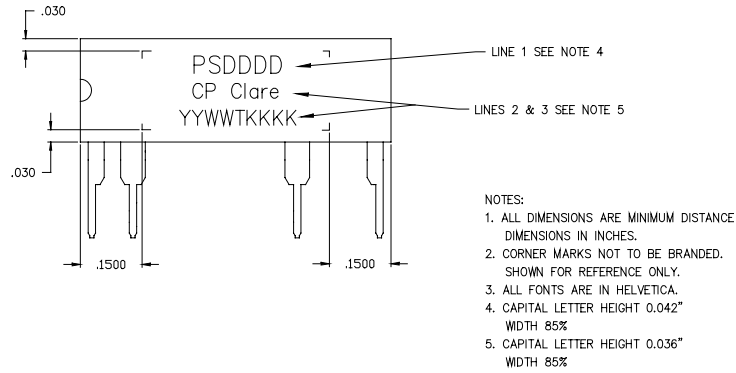 .030
PSDDDD
LINE 1 SEE NOTE 4
CP Clare
YYWWTKKKK
LINES 2 & 3 SEE NOTE 5
.030
.1500
.1500
NOTES:
1. ALL DIMENSIONS ARE MINIMUM DISTANCE
DIMENSIONS IN INCHES.
2. CORNER MARKS NOT TO BE BRANDED.
SHOWN FOR REFERENCE ONLY.
3. ALL FONTS ARE IN HELVETICA.
4. CAPITAL LETTER HEIGHT 0.042"
WIDTH 85%
5. CAPITAL LETTER HEIGHT 0.036"
WIDTH 85%